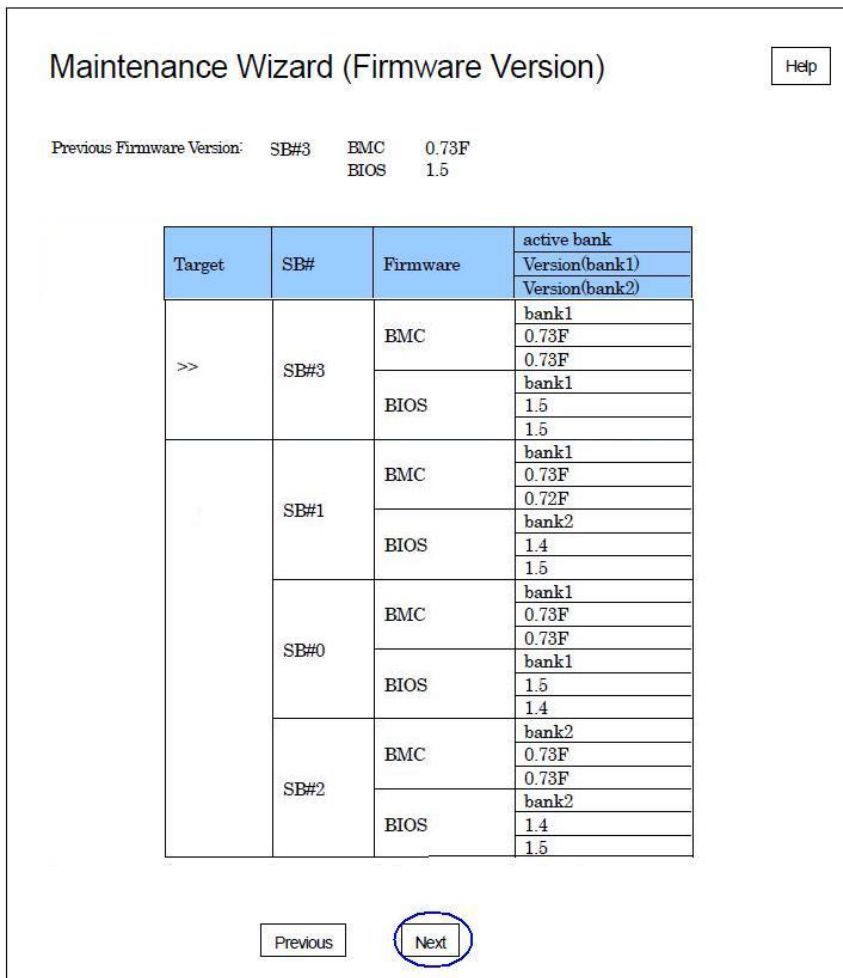 Maintenance Wizard (Firmware Version)
Help
Previous Firmware Version: SB#3 BMC 0.73F
BIOS 1.5
Target SB# Firmware active bank
Version(bank1)
Version(bank2)
>> SB#3 BMC bank1
0.73F
0.73F
BIOS bank1
1.5
1.5
SB#1 BMC bank1
0.73F
0.72F
BIOS bank2
1.4
1.5
SB#0 BMC bank1
0.73F
0.73F
BIOS bank1
1.5
1.4
SB#2 BMC bank2
0.73F
0.73F
BIOS bank2
1.4
1.5
Previous Next